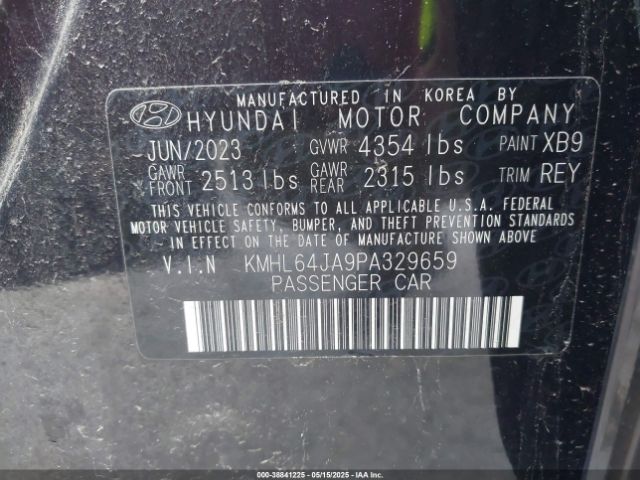 MANUFACTURED IN KOREA BY
HYUNDAI MOTOR COMPANY
JUN/2023 GVWR 4354 lbs PAINT XB9
GAWR FRONT 2513 lbs GAWR REAR 2315 lbs TRIM REY
THIS VEHICLE CONFORMS TO ALL APPLICABLE U.S.A. FEDERAL
MOTOR VEHICLE SAFETY, BUMPER, AND THEFT PREVENTION STANDARDS
IN EFFECT ON THE DATE OF MANUFACTURE SHOWN ABOVE.
V.I.N KMHL64JA9PA329659
PASSENGER CAR
000-38841225 - 05/15/2025 - COPYRIGHT IAA, LLC.